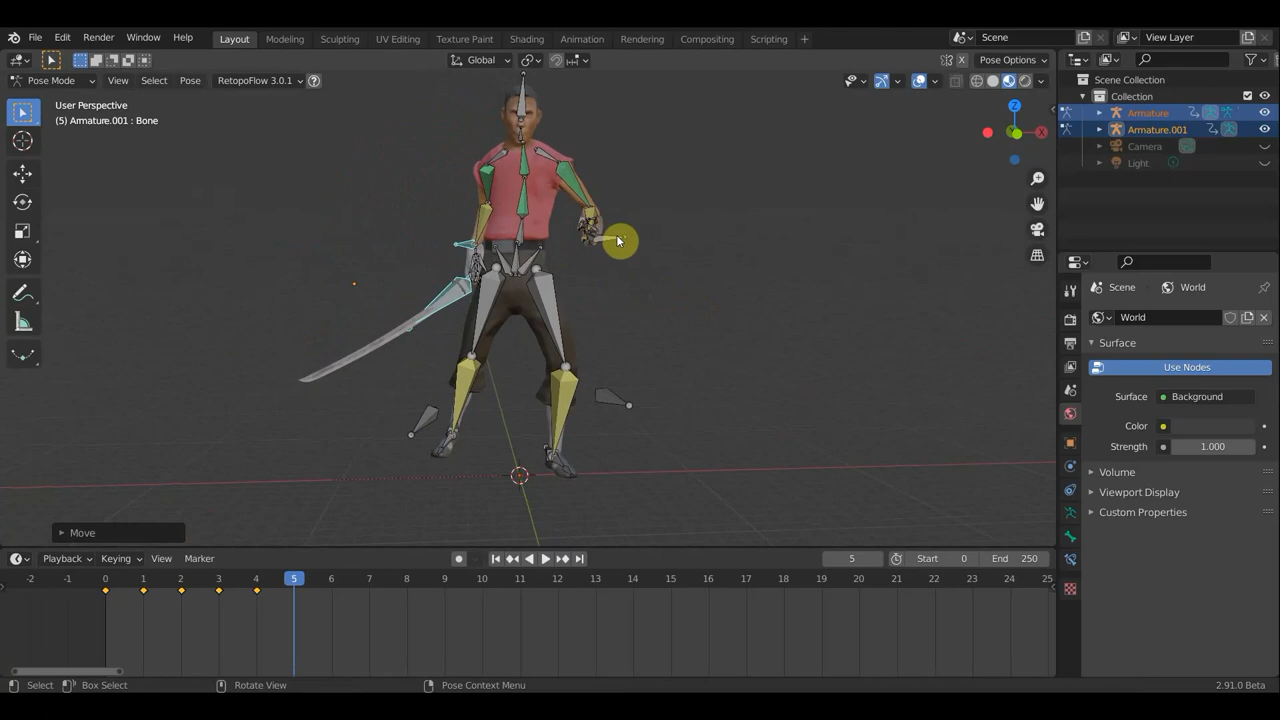 File Edit Render Window Help Layout Modeling Sculpting UV Editing Texture Paint Shading Animation Rendering Compositing Scripting + Scene View Layer
Global Pose Options
Pose Mode View Select Pose RetopoFlow 3.0.1 ?
Scene Collection
Collection
Armature
Armature.001
Camera
Light
User Perspective
(5) Armature.001 : Bone
Z
X
Scene World
World
Surface
Use Nodes
Surface Background
Color
Strength 1.000
Volume
Viewport Display
Custom Properties
Move
Playback Keying View Marker 5 Start 0 End 250
-2 -1 0 1 2 3 4 5 6 7 8 9 10 11 12 13 14 15 16 17 18 19 20 21 22 23 24 25
Select Box Select Rotate View Pose Context Menu 2.91.0 Beta